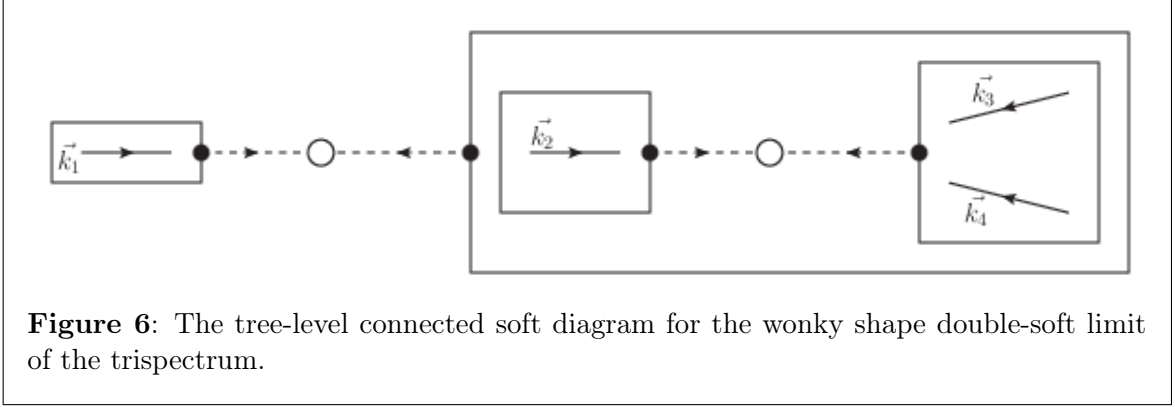 k⃗₁
k⃗₂
k⃗₃
k⃗₄
Figure 6: The tree-level connected soft diagram for the wonky shape double-soft limit
of the trispectrum.